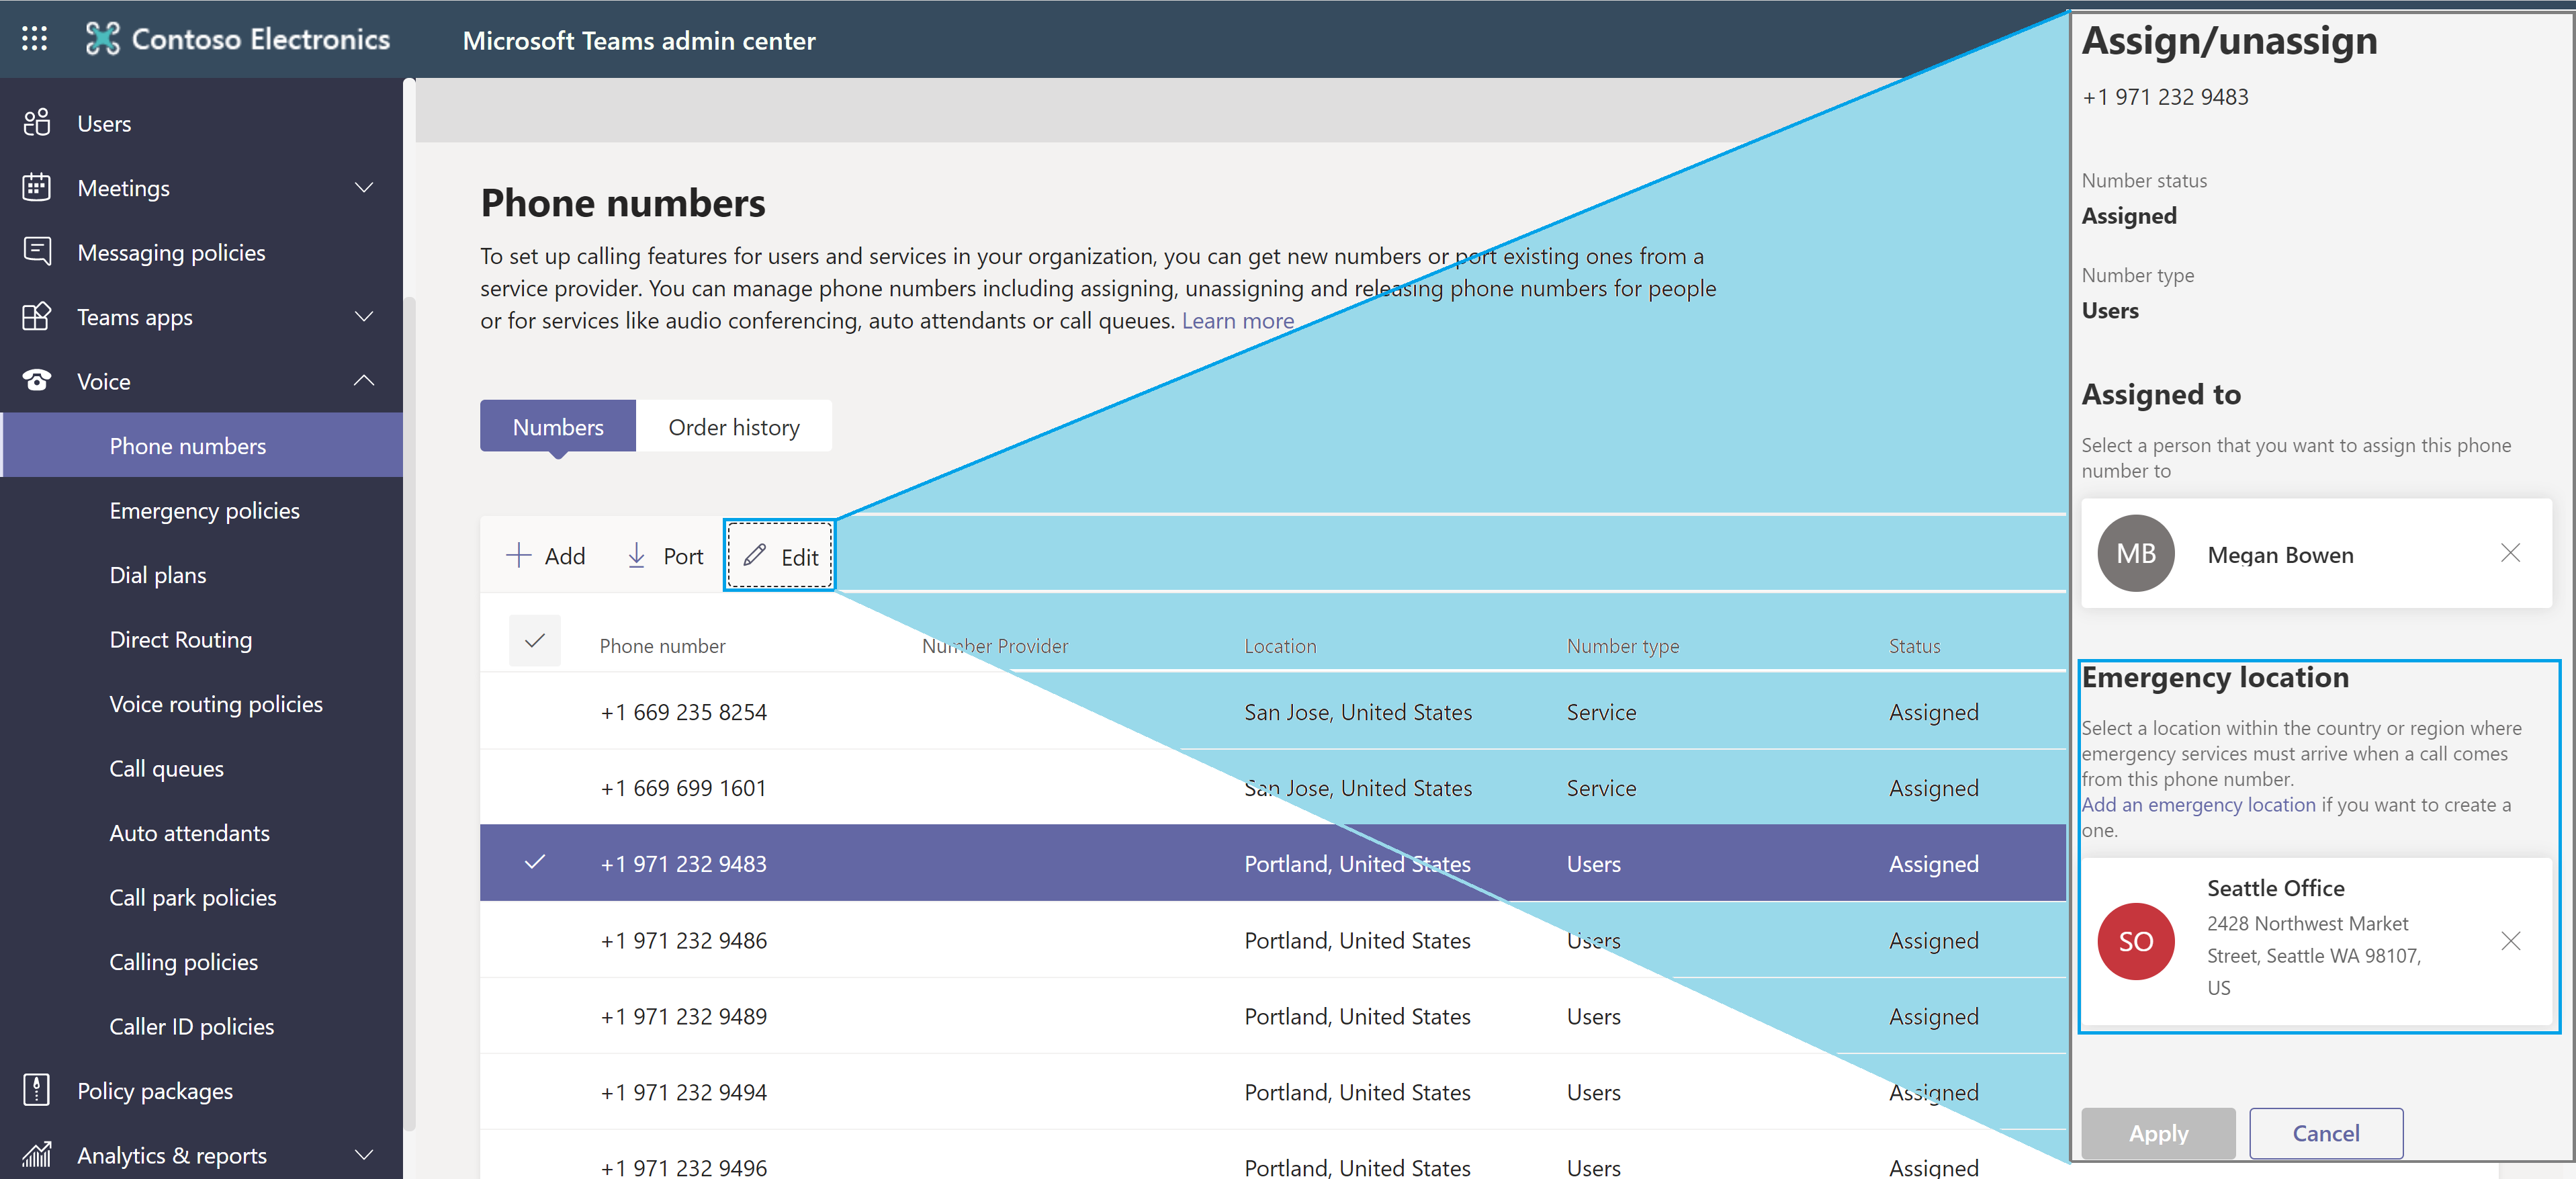 Contoso Electronics
Microsoft Teams admin center
Users
Meetings
Messaging policies
Teams apps
Voice
Phone numbers
Emergency policies
Dial plans
Direct Routing
Voice routing policies
Call queues
Auto attendants
Call park policies
Calling policies
Caller ID policies
Policy packages
Analytics & reports
Phone numbers
To set up calling features for users and services in your organization, you can get new numbers or port existing ones from a
service provider. You can manage phone numbers including assigning, unassigning and releasing phone numbers for people
or for services like audio conferencing, auto attendants or call queues. Learn more
Numbers Order history
Add Port Edit
Phone number Number Provider Location Number type Status
+1 669 235 8254 San Jose, United States Service Assigned
+1 669 699 1601 San Jose, United States Service Assigned
+1 971 232 9483 Portland, United States Users Assigned
+1 971 232 9486 Portland, United States Users Assigned
+1 971 232 9489 Portland, United States Users Assigned
+1 971 232 9494 Portland, United States Users Assigned
+1 971 232 9496 Portland, United States Users Assigned
Assign/unassign
+1 971 232 9483
Number status
Assigned
Number type
Users
Assigned to
Select a person that you want to assign this phone
number to
MB Megan Bowen
Emergency location
Select a location within the country or region where
emergency services must arrive when a call comes
from this phone number.
Add an emergency location if you want to create a
one.
Seattle Office
SO 2428 Northwest Market
Street, Seattle WA 98107,
US
Apply Cancel